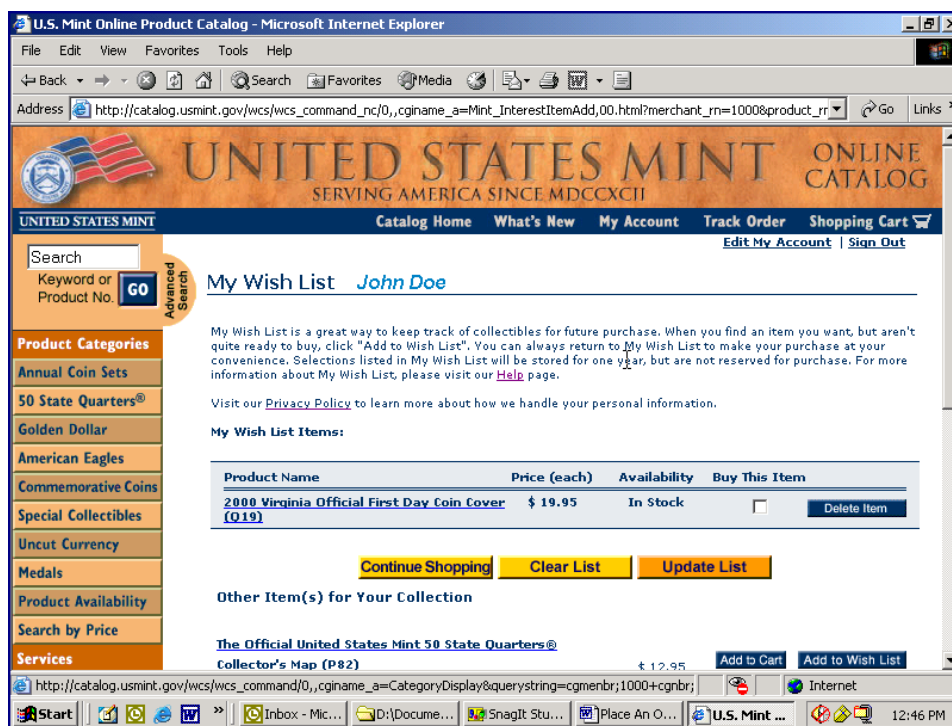 U.S. Mint Online Product Catalog - Microsoft Internet Explorer
File Edit View Favorites Tools Help
Back Search Favorites Media
Address http://catalog.usmint.gov/wcs/wcs_command_nc/0,,cginame_a=Mint_InterestItemAdd,00.html?merchant_rn=1000&product_rr Go Links
UNITED STATES MINT
SERVING AMERICA SINCE MDCCXCII
ONLINE
CATALOG
UNITED STATES MINT
Catalog Home What's New My Account Track Order Shopping Cart
Edit My Account | Sign Out
Search
Keyword or
Product No.
GO
Advanced
Search
Product Categories
Annual Coin Sets
50 State Quarters®
Golden Dollar
American Eagles
Commemorative Coins
Special Collectibles
Uncut Currency
Medals
Product Availability
Search by Price
Services
My Wish List John Doe
My Wish List is a great way to keep track of collectibles for future purchase. When you find an item you want, but aren't
quite ready to buy, click "Add to Wish List". You can always return to My Wish List to make your purchase at your
convenience. Selections listed in My Wish List will be stored for one year, but are not reserved for purchase. For more
information about My Wish List, please visit our Help page.
Visit our Privacy Policy to learn more about how we handle your personal information.
My Wish List Items:
Product Name Price (each) Availability Buy This Item
2000 Virginia Official First Day Coin Cover $ 19.95 In Stock Delete Item
(Q19)
Continue Shopping Clear List Update List
Other Item(s) for Your Collection
The Official United States Mint 50 State Quarters®
Collector's Map (P82) $ 12.95 Add to Cart Add to Wish List
http://catalog.usmint.gov/wcs/wcs_command/0,,cginame_a=CategoryDisplay&querystring=cgmenbr;1000+cgnbr; Internet
Start Inbox - Mic... D:\Docume... SnagIt Stu... Place An O... U.S. Mint ... 12:46 PM